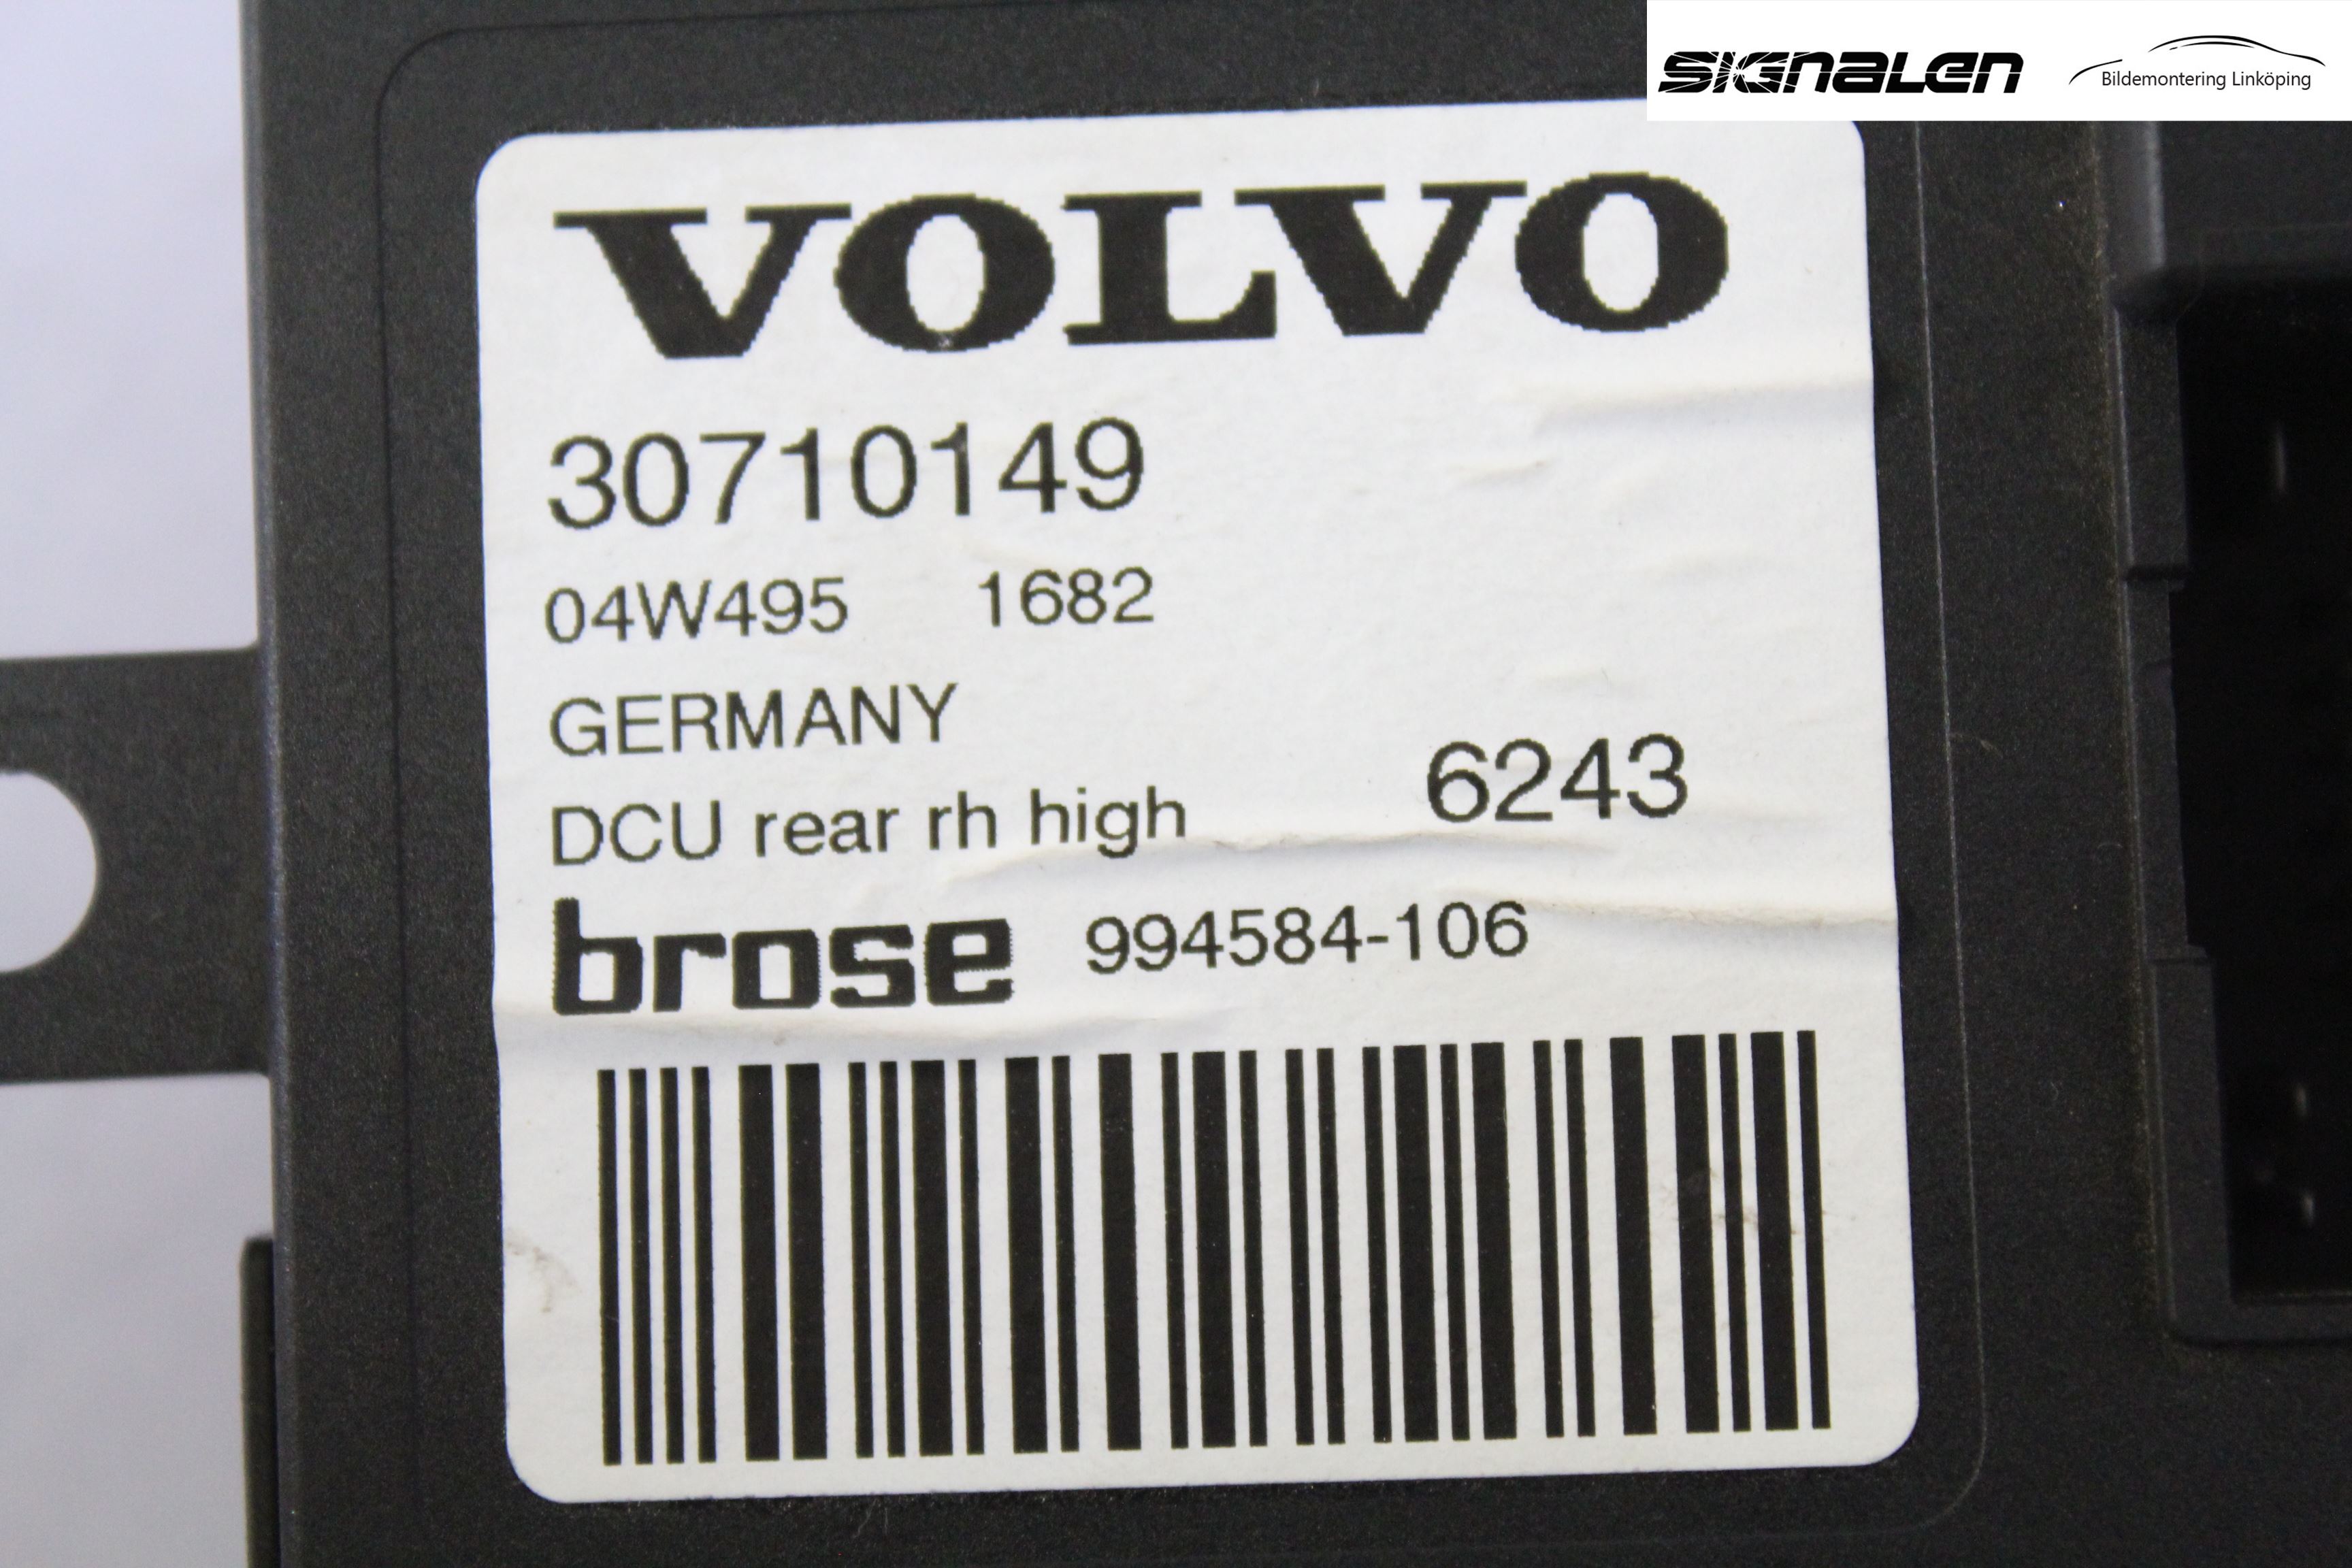 SIGNALEN
Bildemontering Linköping
VOLVO
30710149
04W495 1682
GERMANY
DCU rear rh high 6243
brose 994584-106